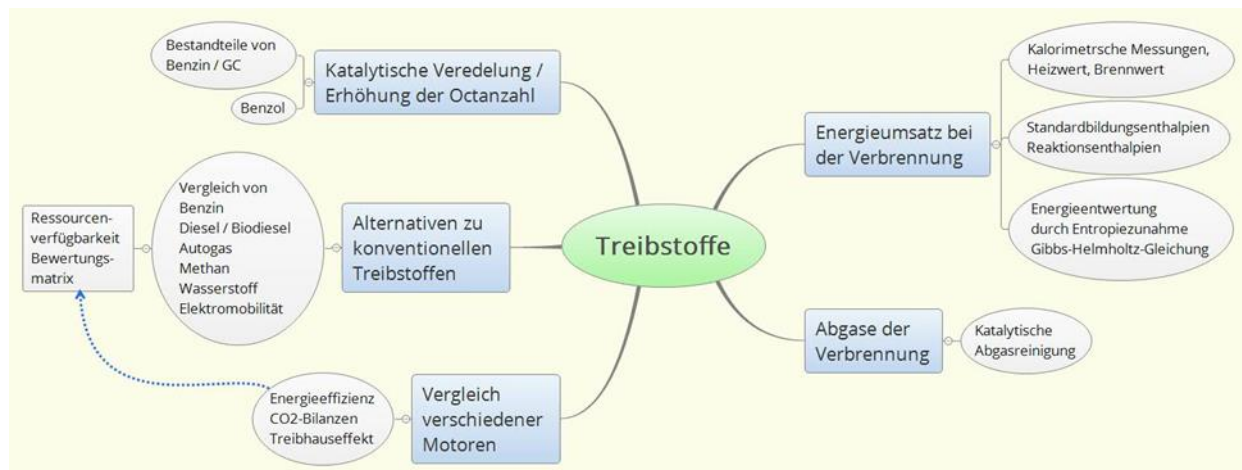 Bestandteile von
Benzin / GC
Benzol
Katalytische Veredelung /
Erhöhung der Octanzahl
Ressourcen-
verfügbarkeit
Bewertungs-
matrix
Vergleich von
Benzin
Diesel / Biodiesel
Autogas
Methan
Wasserstoff
Elektromobilität
Alternativen zu
konventionellen
Treibstoffen
Energieeffizienz
CO2-Bilanzen
Treibhauseffekt
Vergleich
verschiedener
Motoren
Treibstoffe
Energieumsatz bei
der Verbrennung
Kalorimetrsche Messungen,
Heizwert, Brennwert
Standardbildungsenthalpien
Reaktionsenthalpien
Energieentwertung
durch Entropiezunahme
Gibbs-Helmholtz-Gleichung
Abgase der
Verbrennung
Katalytische
Abgasreinigung